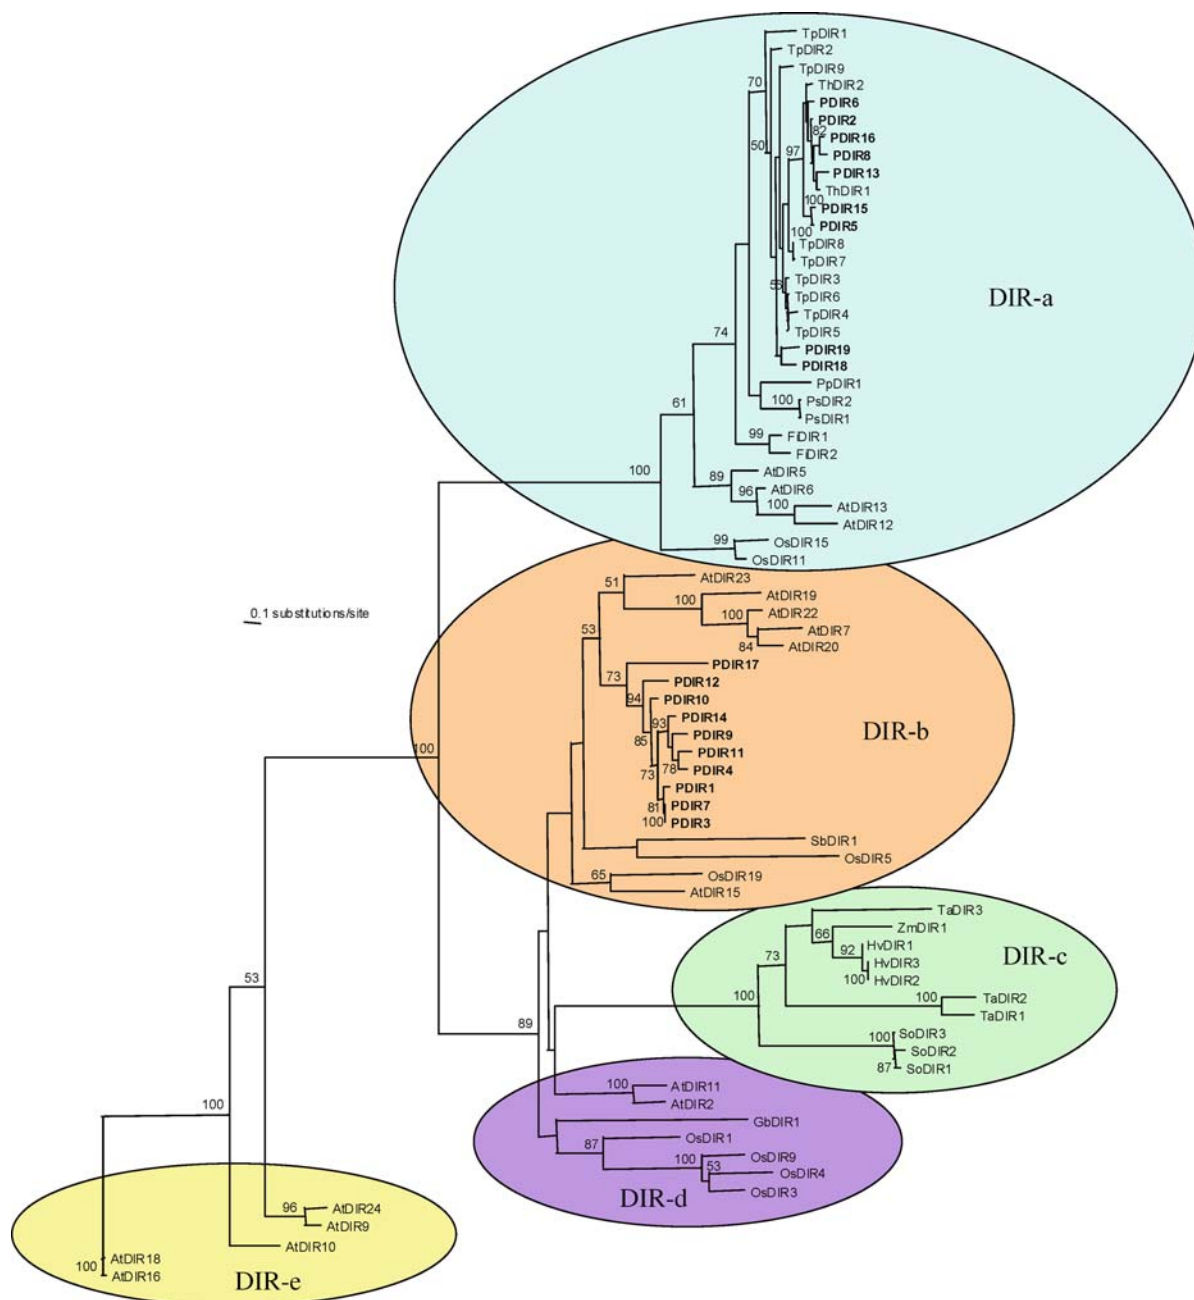 TpDIR1
TpDIR2
TpDIR9
70
ThDIR2
PDIR6
PDIR2
82
PDIR16
50
97
PDIR8
PDIR13
ThDIR1
100
PDIR15
PDIR5
100
TpDIR8
TpDIR7
TpDIR3
TpDIR6
DIR-a
TpDIR4
TpDIR5
74
PDIR19
PDIR18
PpDIR1
100
PsDIR2
61
PsDIR1
99
FiDIR1
FiDIR2
100
89
AtDIR5
96
AtDIR6
100
AtDIR13
AtDIR12
99
OsDIR15
OsDIR11
51
AtDIR23
100
AtDIR19
0.1 substitutions/site
100
AtDIR22
53
AtDIR7
84
AtDIR20
73
PDIR17
94
PDIR12
PDIR10
93
PDIR14
85
PDIR9
DIR-b
100
PDIR11
73
78
PDIR4
PDIR1
81
PDIR7
100
PDIR3
SbDIR1
OsDIR5
65
OsDIR19
AtDIR15
TaDIR3
66
ZmDIR1
92
HvDIR1
73
HvDIR3
DIR-c
53
100
HvDIR2
100
100
TaDIR2
TaDIR1
89
100
SoDIR3
SoDIR2
87
SoDIR1
100
AtDIR11
100
AtDIR2
GbDIR1
87
OsDIR1
100
OsDIR9
53
OsDIR4
DIR-d
OsDIR3
96
AtDIR24
AtDIR9
AtDIR10
100
AtDIR18
AtDIR16
DIR-e